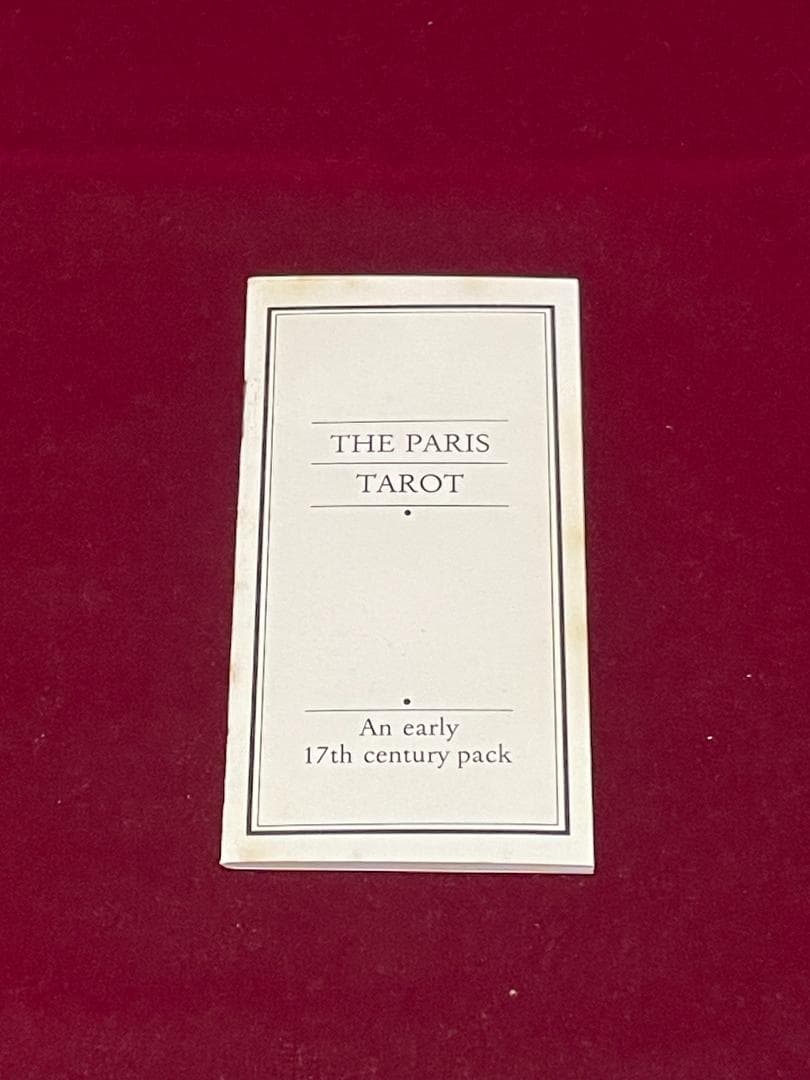 THE PARIS
TAROT
An early
17th century pack